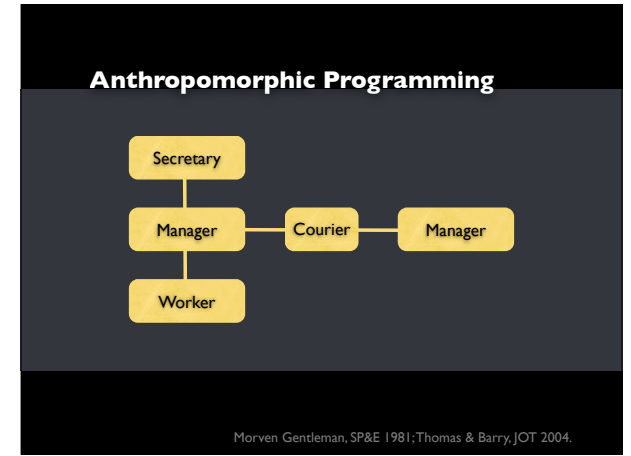 Anthropomorphic Programming
Secretary
Manager
Courier
Manager
Worker
Morven Gentleman, SP&E 1981; Thomas & Barry, JOT 2004.